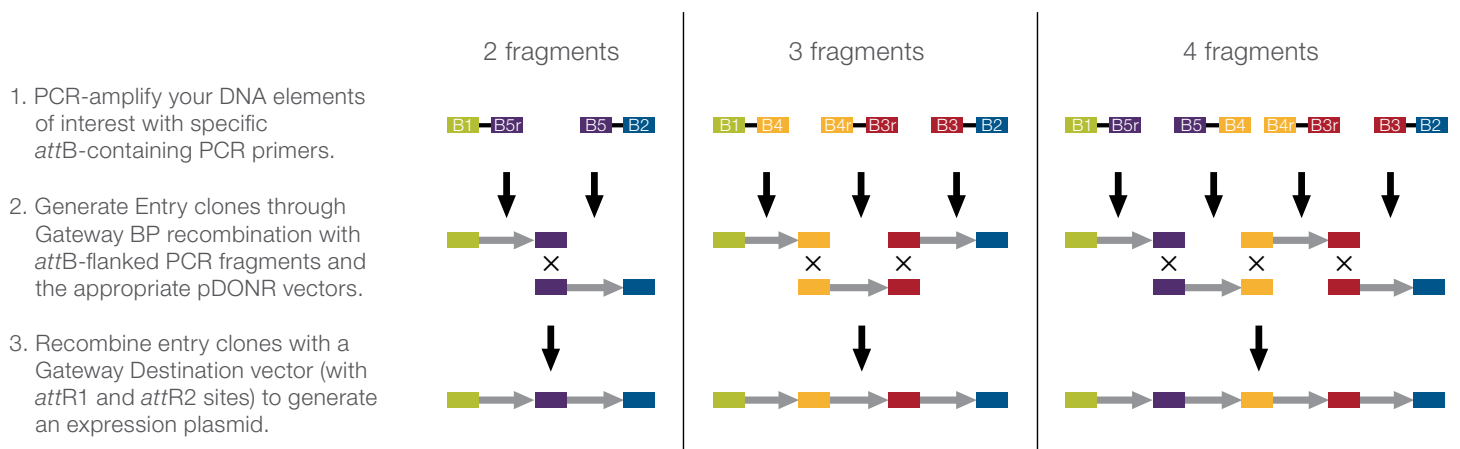 2 fragments
3 fragments
4 fragments
1. PCR-amplify your DNA elements
of interest with specific
attB-containing PCR primers.
B1 B5r B5 B2
B1 B4 B4r B3r B3 B2
B1 B5r B5 B4 B4r B3r B3 B2
2. Generate Entry clones through
Gateway BP recombination with
attB-flanked PCR fragments and
the appropriate pDONR vectors.
3. Recombine entry clones with a
Gateway Destination vector (with
attR1 and attR2 sites) to generate
an expression plasmid.